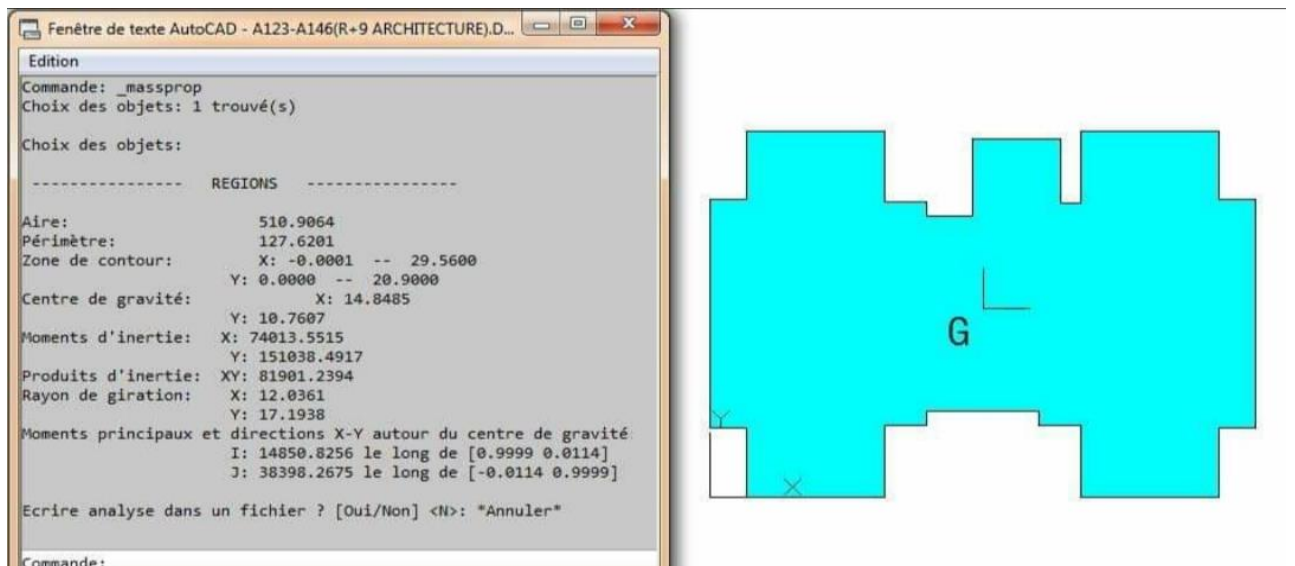 Fenêtre de texte AutoCAD - A123-A146(R+9 ARCHITECTURE).D...
Edition
Commande: _massprop
Choix des objets: 1 trouvé(s)
Choix des objets:
---------------- REGIONS ----------------
Aire: 510.9064
Périmètre: 127.6201
Zone de contour: X: -0.0001 -- 29.5600
Y: 0.0000 -- 20.9000
Centre de gravité: X: 14.8485
Y: 10.7607
Moments d'inertie: X: 74013.5515
Y: 151038.4917
Produits d'inertie: XY: 81901.2394
Rayon de giration: X: 12.0361
Y: 17.1938
Moments principaux et directions X-Y autour du centre de gravité:
I: 14850.8256 le long de [0.9999 0.0114]
J: 38398.2675 le long de [-0.0114 0.9999]
Ecrire analyse dans un fichier ? [Oui/Non] <N>: *Annuler*
Commande:
G
Y
X